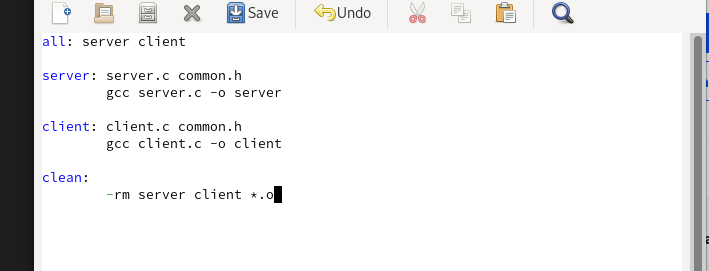 Save Undo
all: server client
server: server.c common.h
gcc server.c -o server
client: client.c common.h
gcc client.c -o client
clean:
-rm server client *.o